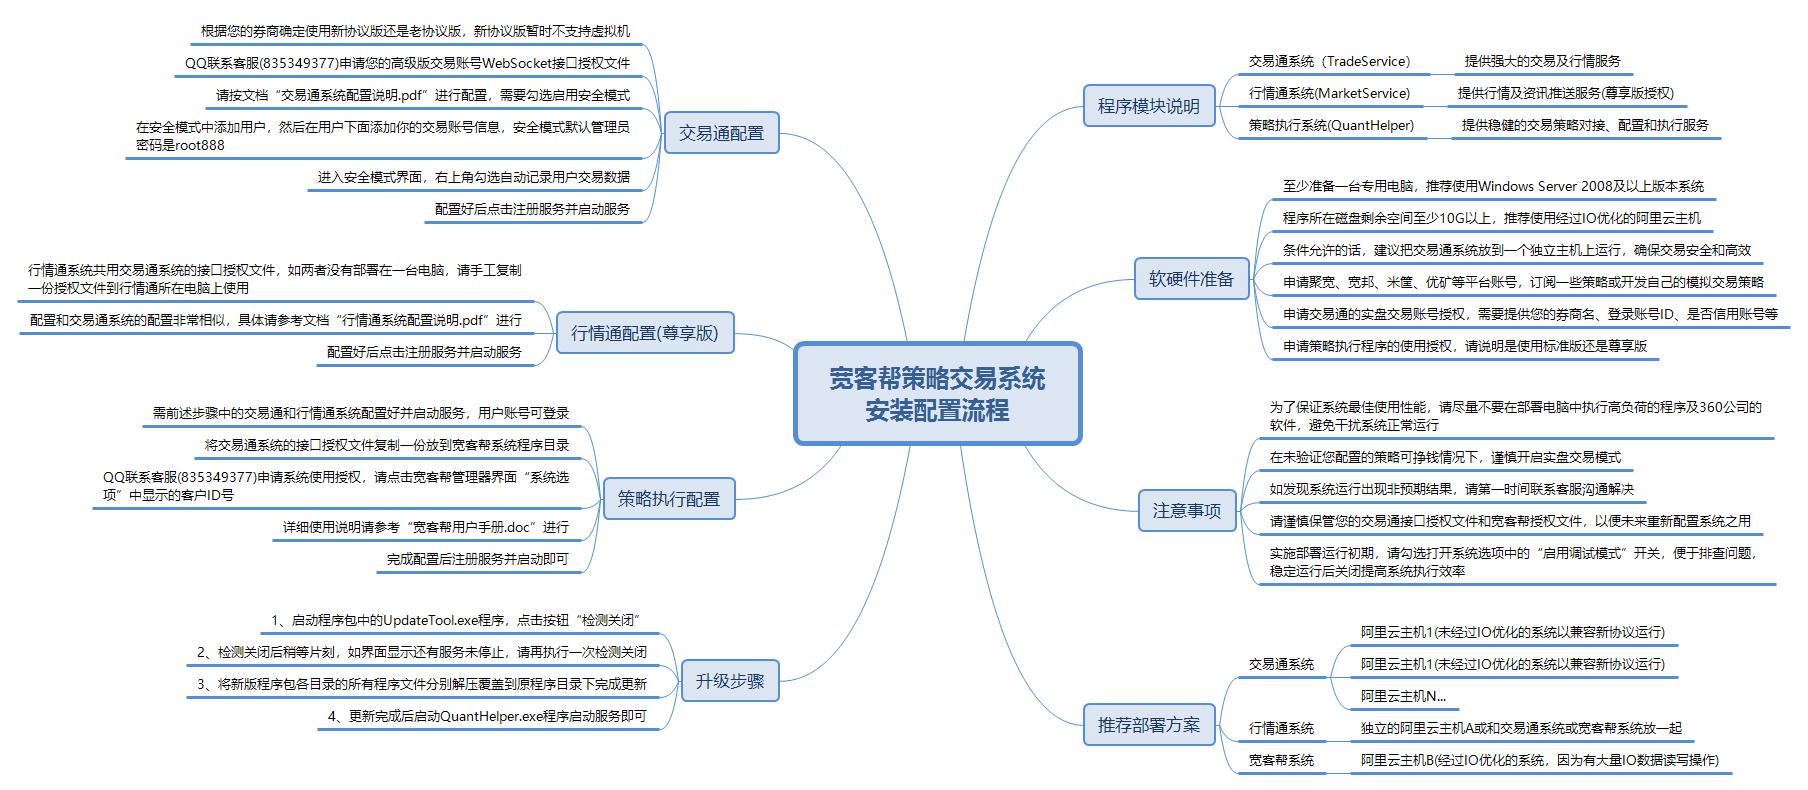 宽客帮策略交易系统
安装配置流程
程序模块说明
交易通系统（TradeService）
提供强大的交易及行情服务
行情通系统(MarketService)
提供行情及资讯推送服务(尊享版授权)
策略执行系统(QuantHelper)
提供稳健的交易策略对接、配置和执行服务
软硬件准备
至少准备一台专用电脑，推荐使用Windows Server 2008及以上版本系统
程序所在磁盘剩余空间至少10G以上，推荐使用经过IO优化的阿里云主机
条件允许的话，建议把交易通系统放到一个独立主机上运行，确保交易安全和高效
申请聚宽、宽邦、米筐、优矿等平台账号，订阅一些策略或开发自己的模拟交易策略
申请交易通的实盘交易账号授权，需要提供您的券商名、登录账号ID、是否信用账号等
申请策略执行程序的使用授权，请说明是使用标准版还是尊享版
注意事项
为了保证系统最佳使用性能，请尽量不要在部署电脑中执行高负荷的程序及360公司的
软件，避免干扰系统正常运行
在未验证您配置的策略可挣钱情况下，谨慎开启实盘交易模式
如发现系统运行出现非预期结果，请第一时间联系客服沟通解决
请谨慎保管您的交易通接口授权文件和宽客帮授权文件，以便未来重新配置系统之用
实施部署运行初期，请勾选打开系统选项中的“启用调试模式”开关，便于排查问题，
稳定运行后关闭提高系统执行效率
推荐部署方案
交易通系统
阿里云主机1(未经过IO优化的系统以兼容新协议运行)
阿里云主机1(未经过IO优化的系统以兼容新协议运行)
阿里云主机N...
行情通系统
独立的阿里云主机A或和交易通系统或宽客帮系统放一起
宽客帮系统
阿里云主机B(经过IO优化的系统，因为有大量IO数据读写操作)
交易通配置
根据您的券商确定使用新协议版还是老协议版，新协议版暂时不支持虚拟机
QQ联系客服(835349377)申请您的高级版交易账号WebSocket接口授权文件
请按文档“交易通系统配置说明.pdf”进行配置，需要勾选启用安全模式
在安全模式中添加用户，然后在用户下面添加你的交易账号信息，安全模式默认管理员
密码是root888
进入安全模式界面，右上角勾选自动记录用户交易数据
配置好后点击注册服务并启动服务
行情通配置(尊享版)
行情通系统共用交易通系统的接口授权文件，如两者没有部署在一台电脑，请手工复制
一份授权文件到行情通所在电脑上使用
配置和交易通系统的配置非常相似，具体请参考文档“行情通系统配置说明.pdf”进行
配置好后点击注册服务并启动服务
策略执行配置
需前述步骤中的交易通和行情通系统配置好并启动服务，用户账号可登录
将交易通系统的接口授权文件复制一份放到宽客帮系统程序目录
QQ联系客服(835349377)申请系统使用授权，请点击宽客帮管理器界面“系统选
项”中显示的客户ID号
详细使用说明请参考“宽客帮用户手册.doc”进行
完成配置后注册服务并启动即可
升级步骤
1、启动程序包中的UpdateTool.exe程序，点击按钮“检测关闭”
2、检测关闭后稍等片刻，如界面显示还有服务未停止，请再执行一次检测关闭
3、将新版程序包各目录的所有程序文件分别解压覆盖到原程序目录下完成更新
4、更新完成后启动QuantHelper.exe程序启动服务即可